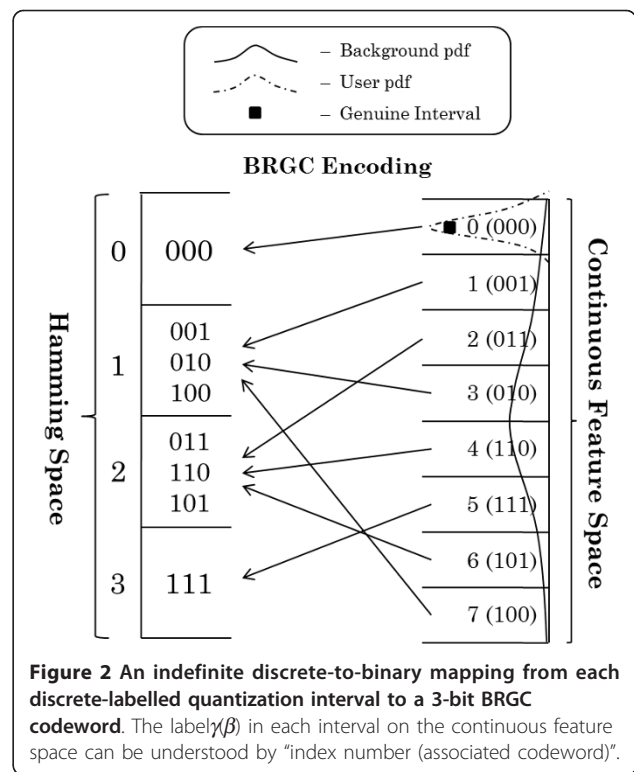 – Background pdf
– User pdf
– Genuine Interval
BRGC Encoding
Hamming Space
0
000
1
001
010
100
2
011
110
101
3
111
0 (000)
1 (001)
2 (011)
3 (010)
4 (110)
5 (111)
6 (101)
7 (100)
Continuous Feature Space
Figure 2 An indefinite discrete-to-binary mapping from each
discrete-labelled quantization interval to a 3-bit BRGC
codeword. The labelγ(β) in each interval on the continuous feature
space can be understood by “index number (associated codeword)”.